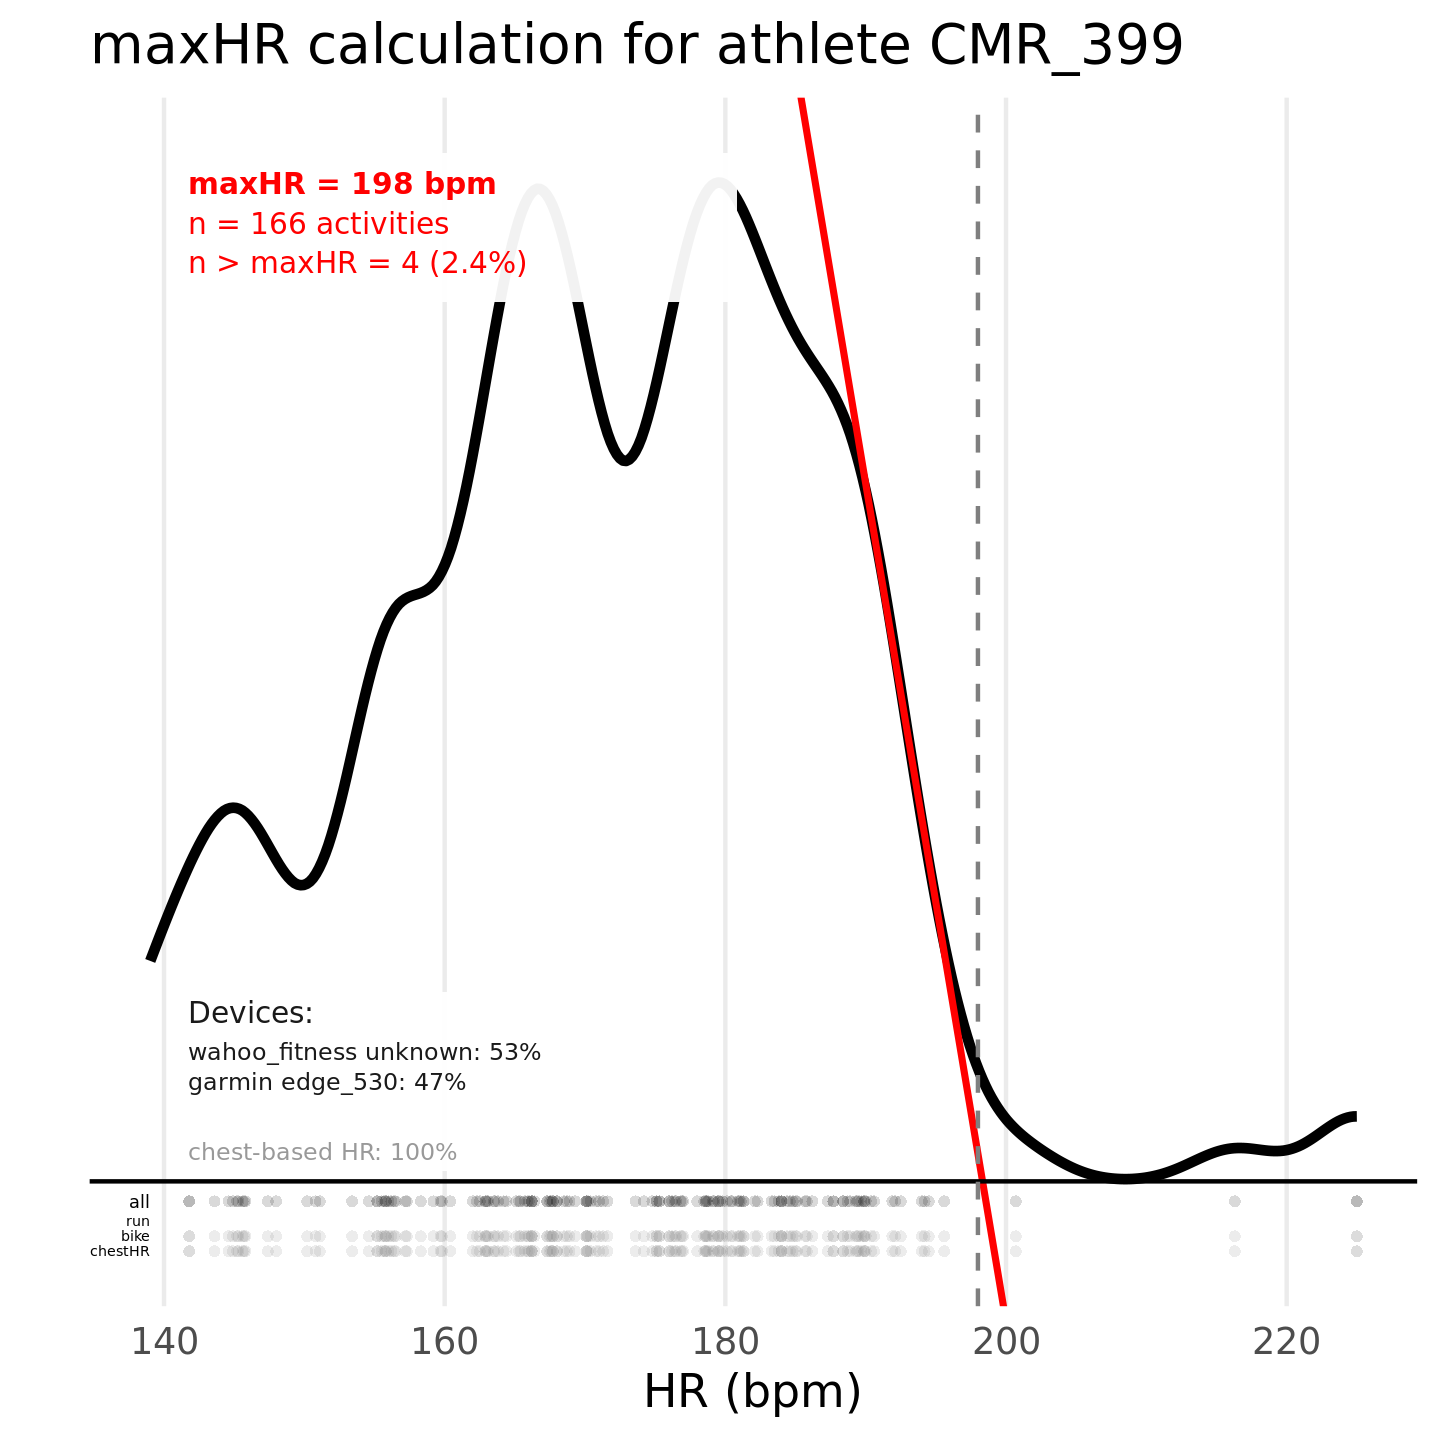 maxHR calculation for athlete CMR_399
maxHR = 198 bpm
n = 166 activities
n > maxHR = 4 (2.4%)
Devices:
wahoo_fitness unknown: 53%
garmin edge_530: 47%
chest-based HR: 100%
all
run
bike
chestHR
140 160 180 200 220
HR (bpm)